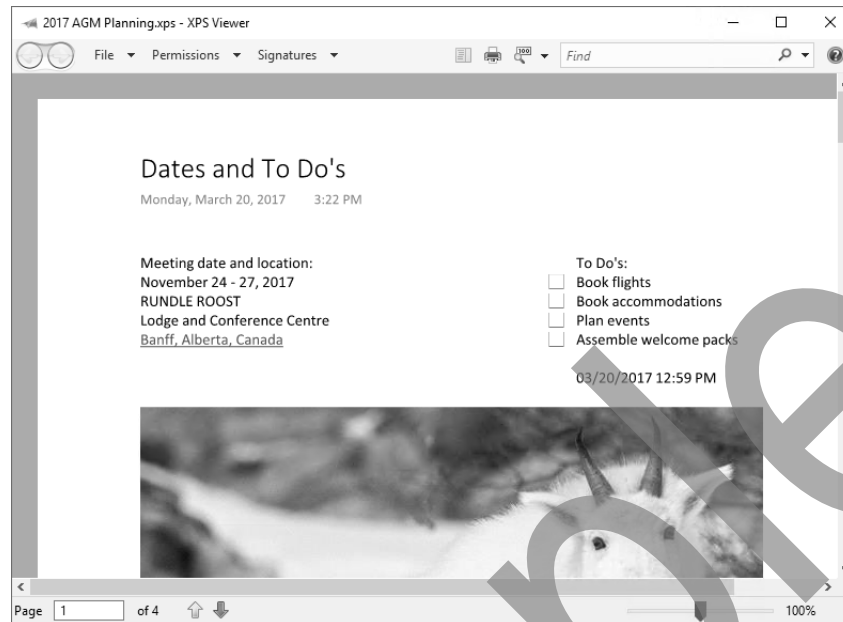 2017 AGM Planning.xps - XPS Viewer
File Permissions Signatures Find
Dates and To Do's
Monday, March 20, 2017 3:22 PM
Meeting date and location:
November 24 - 27, 2017
RUNDLE ROOST
Lodge and Conference Centre
Banff, Alberta, Canada
To Do's:
Book flights
Book accommodations
Plan events
Assemble welcome packs
03/20/2017 12:59 PM
Page 1 of 4 100%